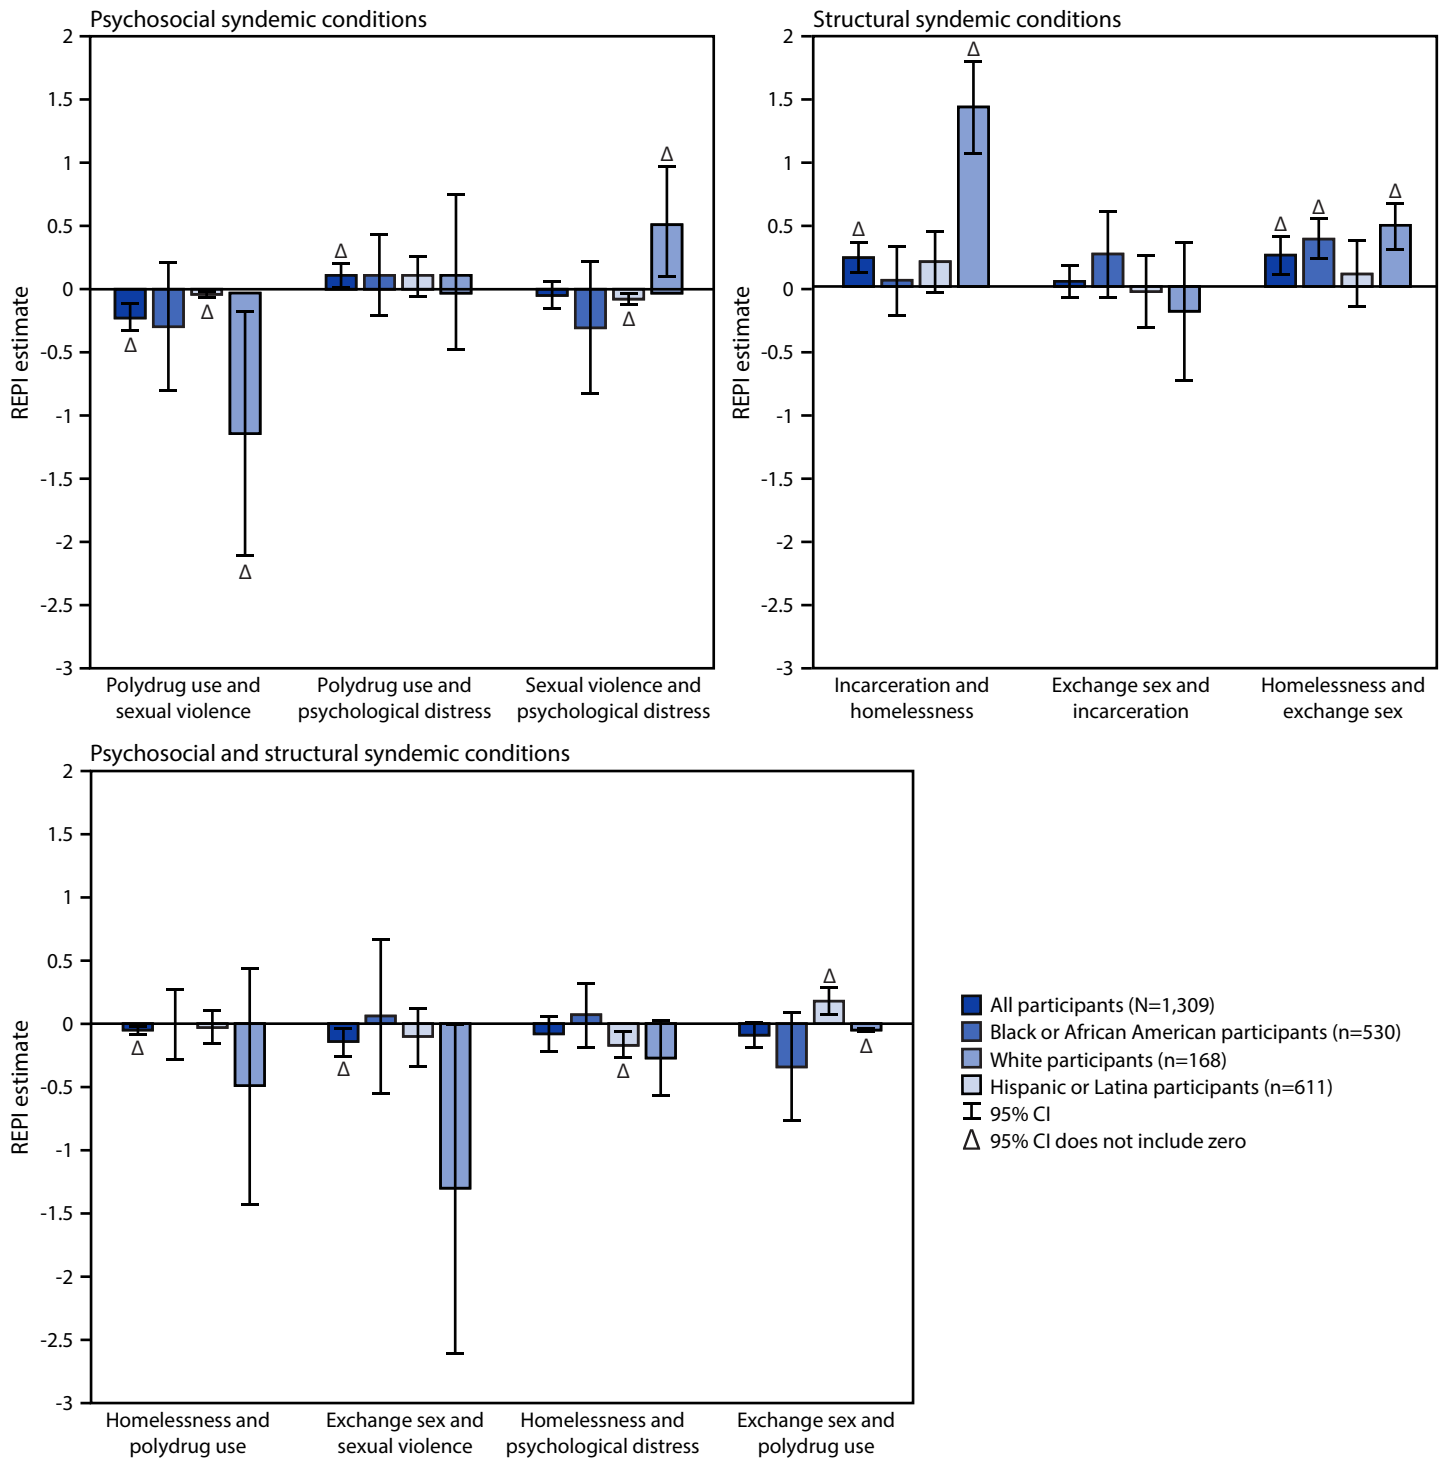 Psychosocial syndemic conditions
2
1.5
1
0.5
0
-0.5
-1
-1.5
-2
-2.5
-3
REPI estimate
Δ
Δ
Δ
Δ
Δ
Δ
Polydrug use and
sexual violence
Polydrug use and
psychological distress
Sexual violence and
psychological distress
Structural syndemic conditions
2
1.5
1
0.5
0
-0.5
-1
-1.5
-2
-2.5
-3
REPI estimate
Δ
Δ
Δ
Δ
Δ
Incarceration and
homelessness
Exchange sex and
incarceration
Homelessness and
exchange sex
Psychosocial and structural syndemic conditions
2
1.5
1
0.5
0
-0.5
-1
-1.5
-2
-2.5
-3
REPI estimate
Δ
Δ
Δ
Δ
Δ
Homelessness and
polydrug use
Exchange sex and
sexual violence
Homelessness and
psychological distress
Exchange sex and
polydrug use
All participants (N=1,309)
Black or African American participants (n=530)
White participants (n=168)
Hispanic or Latina participants (n=611)
95% CI
Δ 95% CI does not include zero